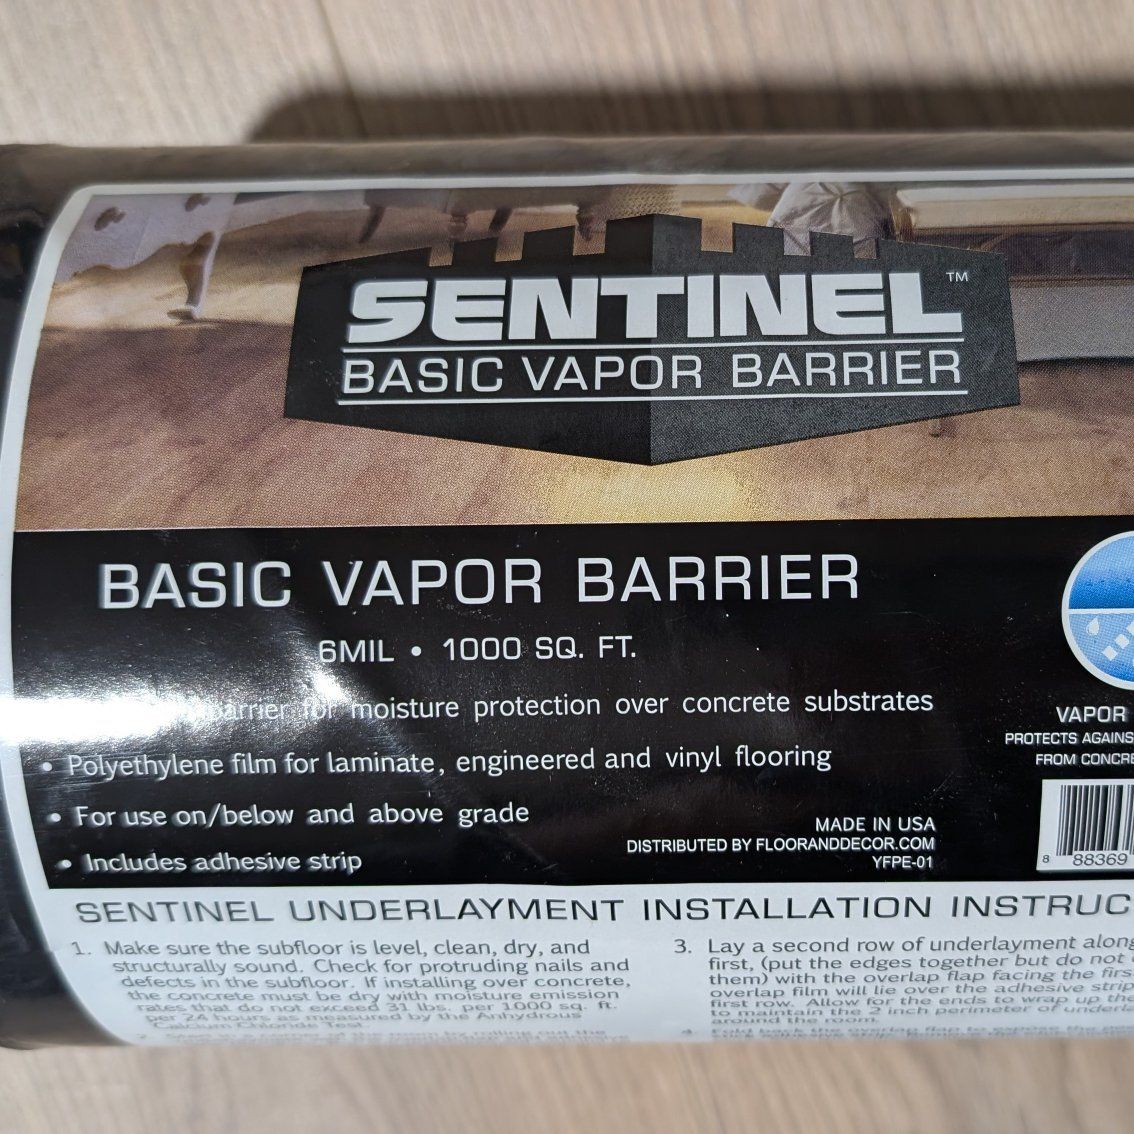 SENTINEL™
BASIC VAPOR BARRIER
BASIC VAPOR BARRIER
6MIL • 1000 SQ. FT.
barrier for moisture protection over concrete substrates
• Polyethylene film for laminate, engineered and vinyl flooring
• For use on/below and above grade
• Includes adhesive strip
MADE IN USA
DISTRIBUTED BY FLOORANDDECOR.COM
YFPE-01
VAPOR
PROTECTS AGAINS
FROM CONCRE
8 88369
SENTINEL UNDERLAYMENT INSTALLATION INSTRUC
1. Make sure the subfloor is level, clean, dry, and
structurally sound. Check for protruding nails and
defects in the subfloor. If installing over concrete,
the concrete must be dry with moisture emission
rates that do not exceed 31 lbs. per 1000 sq. ft.
per 24 hours as measured by the Anhydrous
Calcium Chloride Test.
3. Lay a second row of underlayment along
first, (put the edges together but do not
them) with the overlap flap facing the firs
overlap film will lie over the adhesive strip
first row. Allow for the ends to wrap up the
to maintain the 2 inch perimeter of underla
around the room.